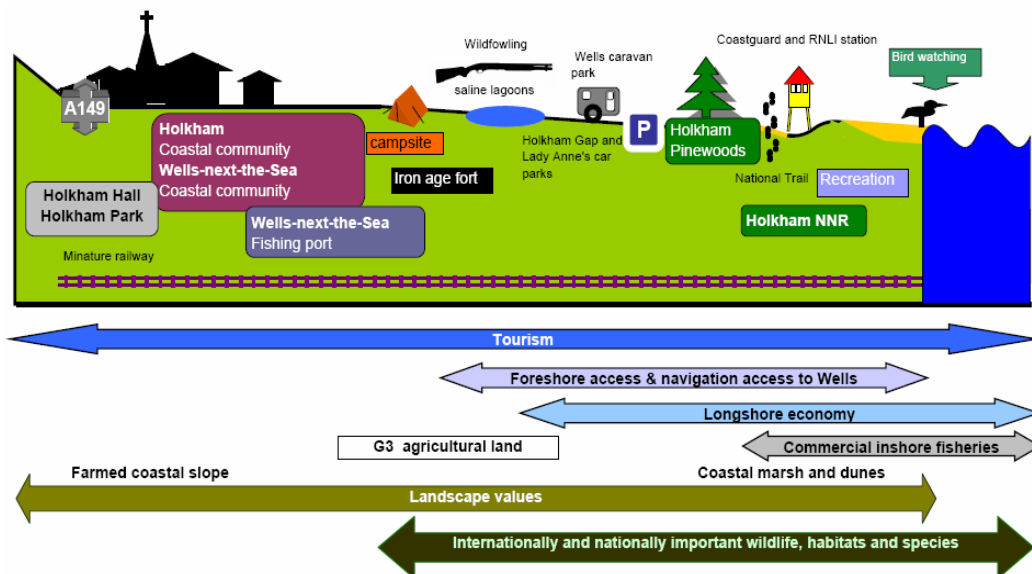 Coastguard and RNLI station
Wildfowling
Bird watching
Wells caravan
park
saline lagoons
A149
P
Holkham
Coastal community
Wells-next-the-Sea
Coastal community
campsite
Holkham Gap and
Lady Anne's car
parks
Holkham
Pinewoods
Iron age fort
National Trail
Recreation
Holkham Hall
Holkham Park
Wells-next-the-Sea
Fishing port
Holkham NNR
Minature railway
Tourism
Foreshore access & navigation access to Wells
Longshore economy
G3 agricultural land
Commercial inshore fisheries
Farmed coastal slope
Coastal marsh and dunes
Landscape values
Internationally and nationally important wildlife, habitats and species